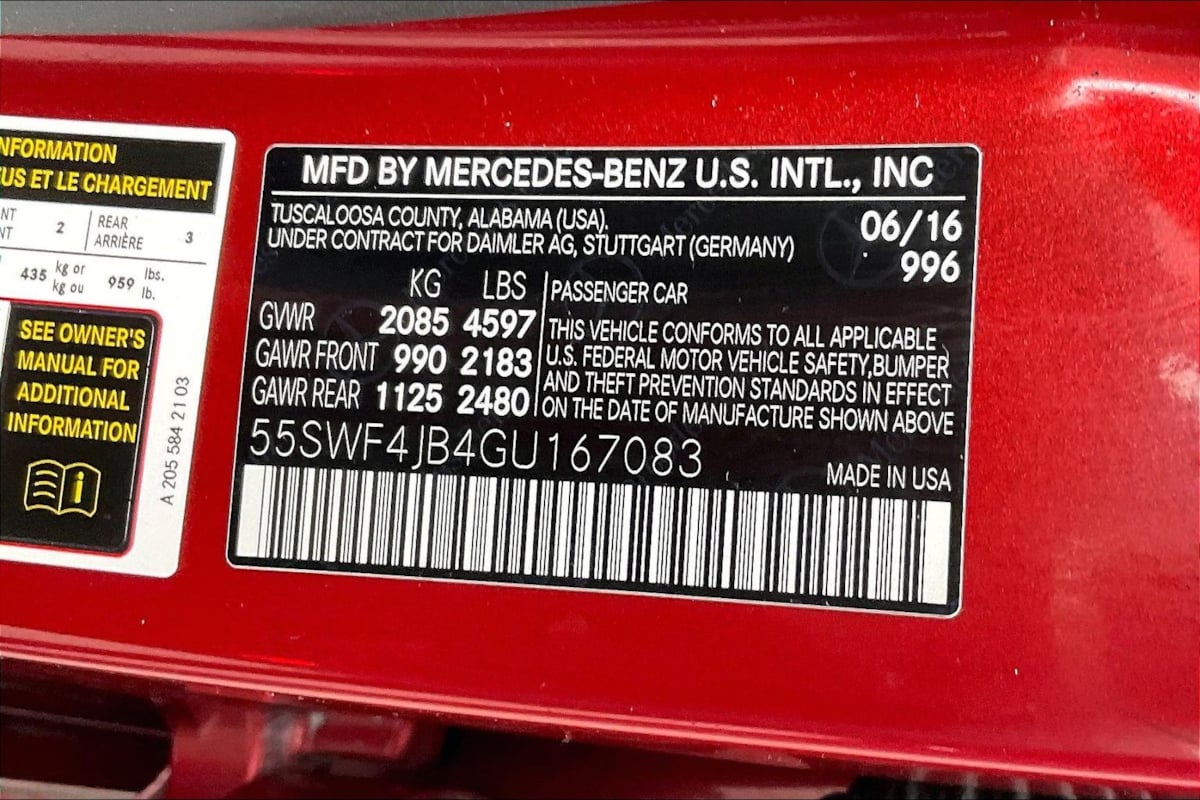 NFORMATION
US ET LE CHARGEMENT
NT 2 REAR 3
NT ARRIÈRE
435 kg or 959 lbs.
kg ou lb.
SEE OWNER'S
MANUAL FOR
ADDITIONAL
INFORMATION
A 205 584 21 03
MFD BY MERCEDES-BENZ U.S. INTL., INC
TUSCALOOSA COUNTY, ALABAMA (USA). 06/16
UNDER CONTRACT FOR DAIMLER AG, STUTTGART (GERMANY) 996
KG LBS
GVWR 2085 4597
GAWR FRONT 990 2183
GAWR REAR 1125 2480
PASSENGER CAR
THIS VEHICLE CONFORMS TO ALL APPLICABLE
U.S. FEDERAL MOTOR VEHICLE SAFETY,BUMPER
AND THEFT PREVENTION STANDARDS IN EFFECT
ON THE DATE OF MANUFACTURE SHOWN ABOVE
55SWF4JB4GU167083
MADE IN USA